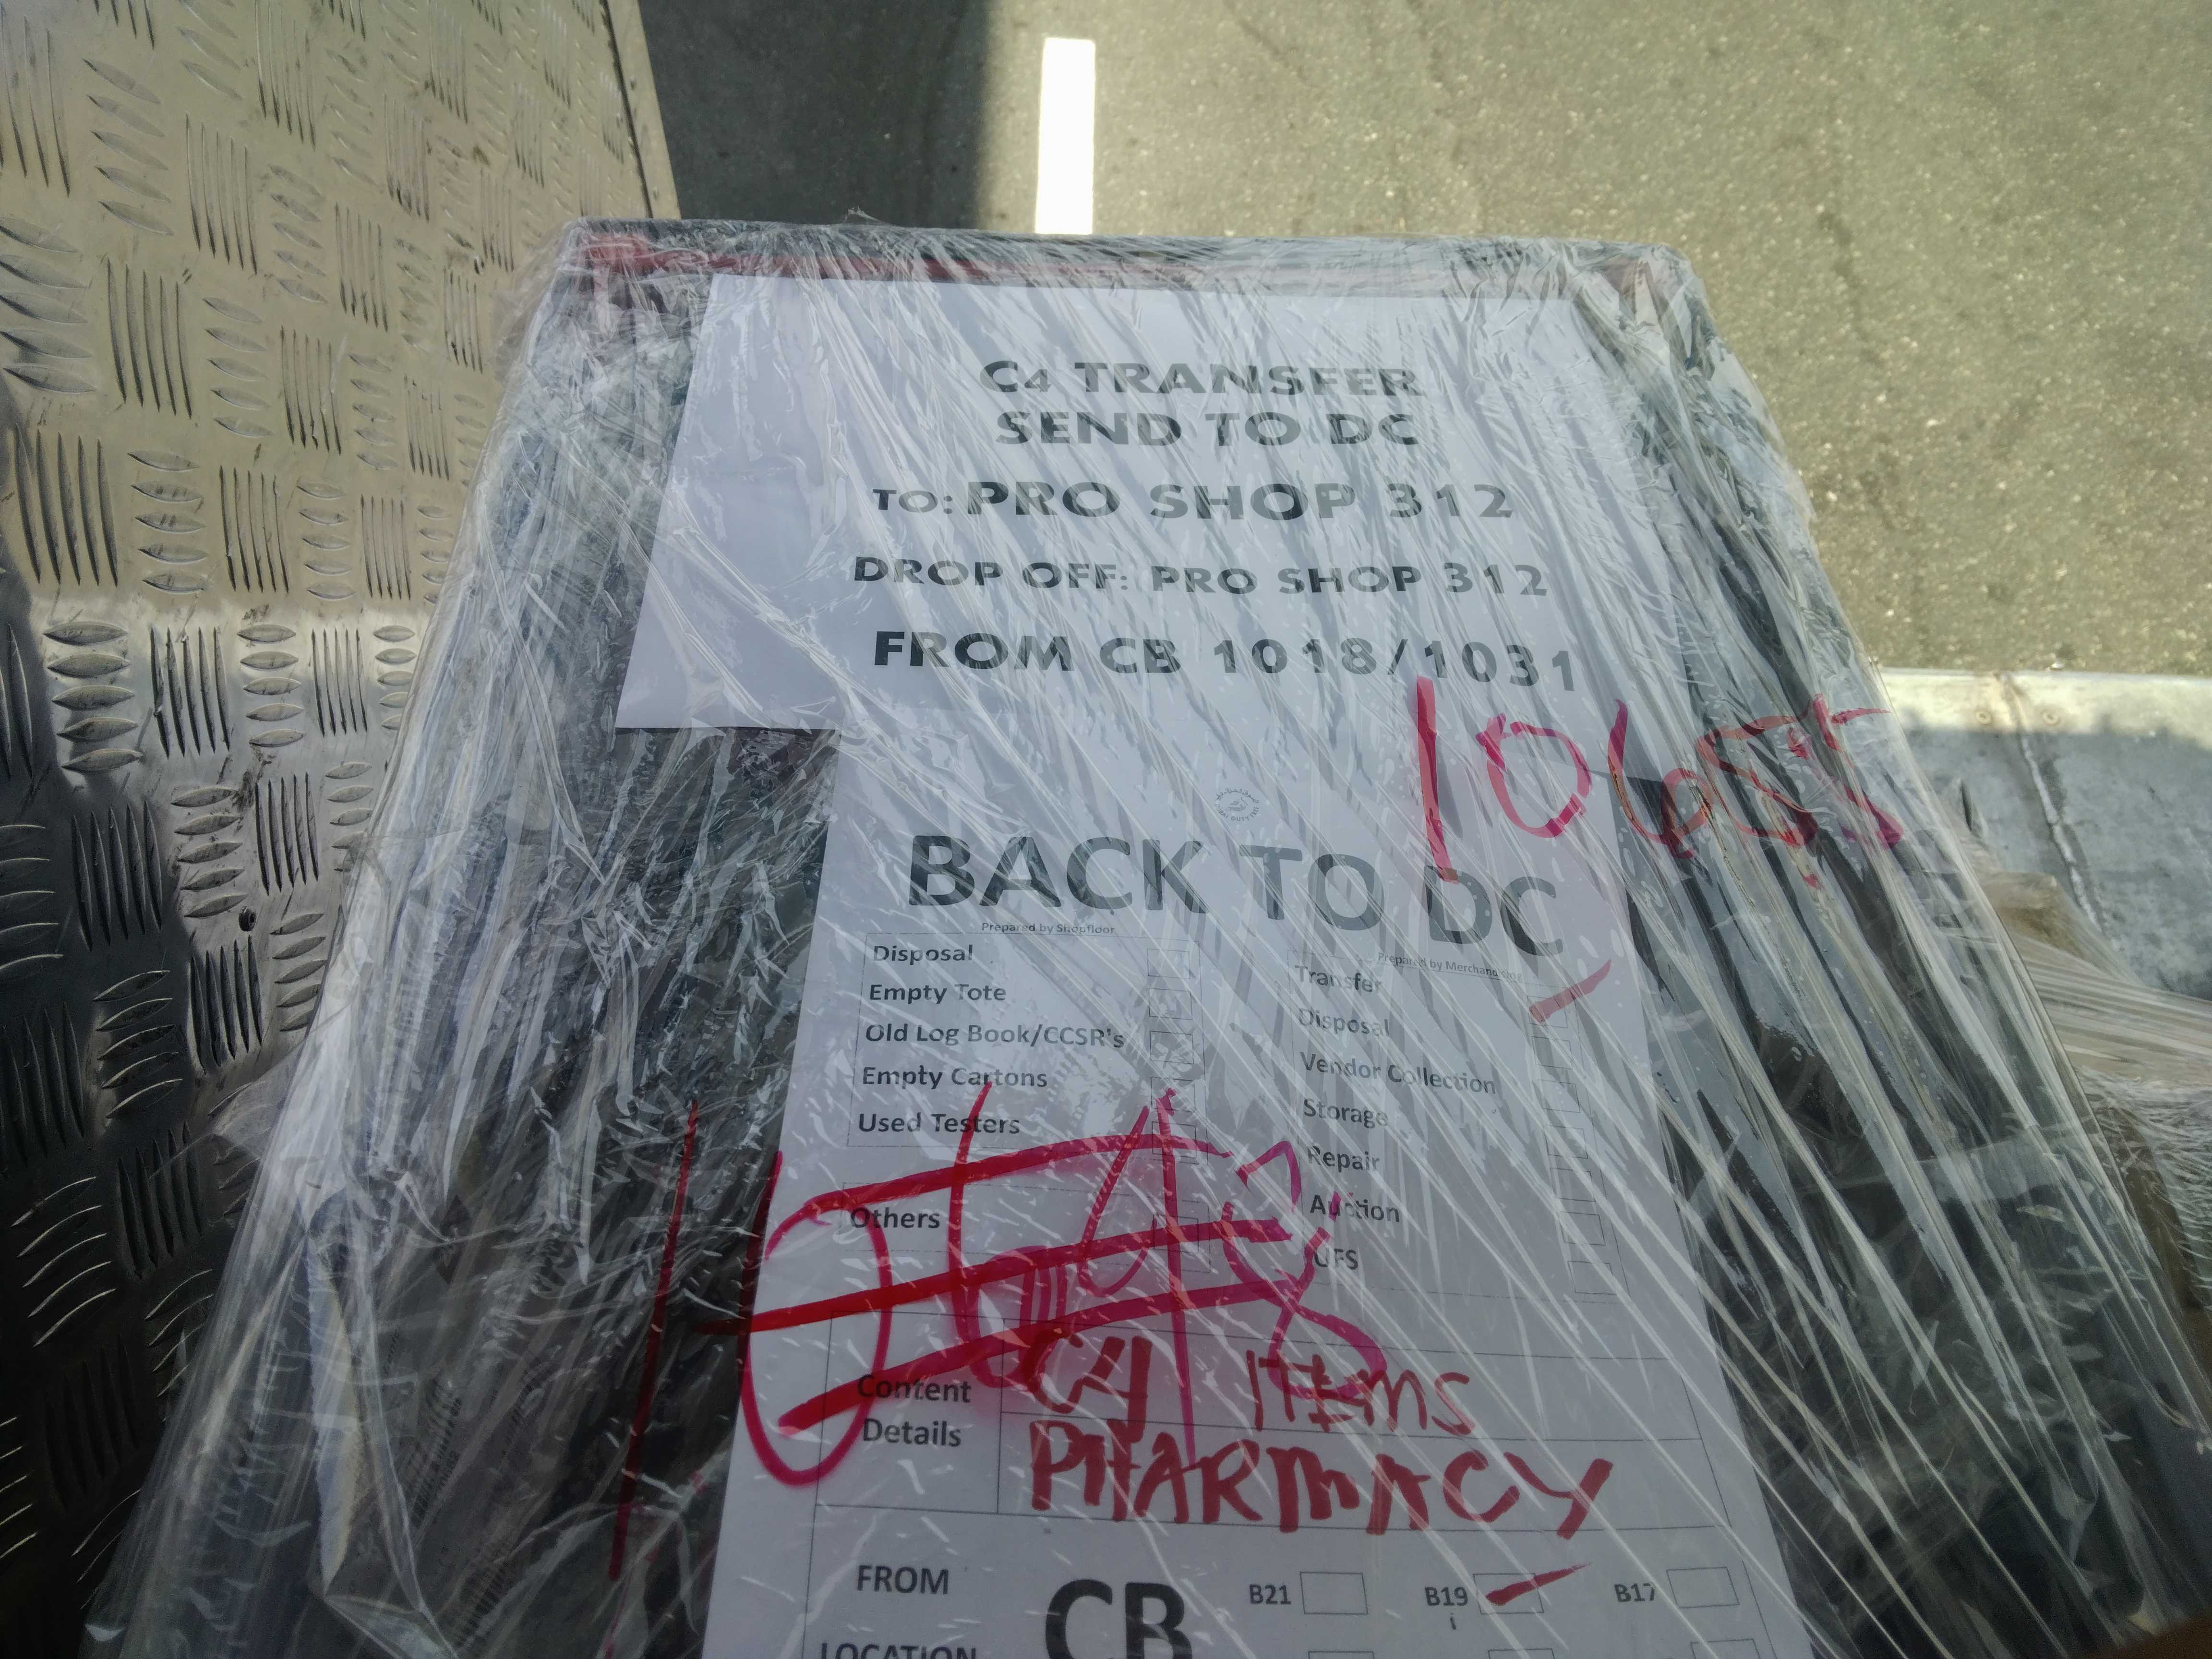 C4 TRANSFER
SEND TO DC
TO: PRO SHOP 312
DROP OFF: PRO SHOP 312
FROM CB 1018/1031
10655
BACK TO DC
Prepared by Shopfloor
Prepared by Merchandising
Disposal
Transfer
Empty Tote
Disposal
Old Log Book/CCSR's
Vendor Collection
Empty Cartons
Storage
Used Testers
Repair
Others
Auction
UFS
Content
Details
C4 ITEMS
PHARMACY
FROM
CB
B21
B19
B17
LOCATION